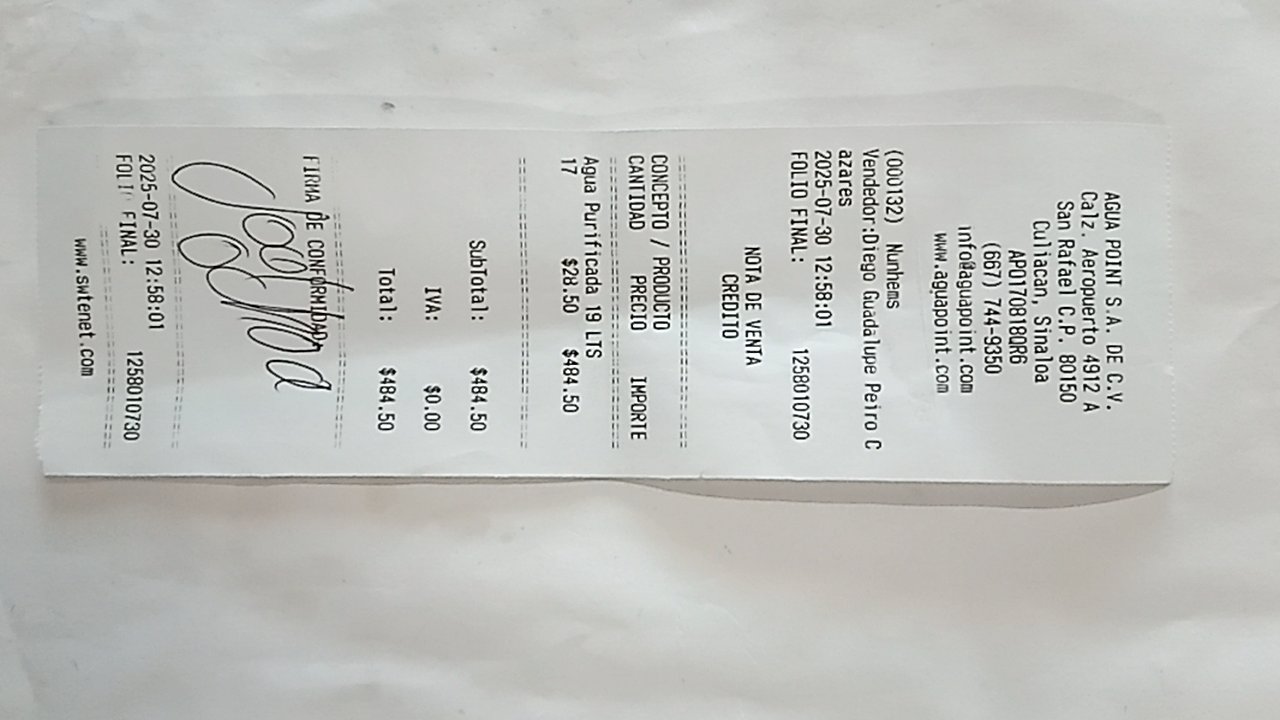 AGUA POINT S.A. DE C.V.
Calz. Aeropuerto 4912 A
San Rafael C.P. 80150
Culiacan, Sinaloa
APO170818QR6
(667) 744-9350
info@aguapoint.com
www.aguapoint.com
(000132) Nunhems
Vendedor:Diego Guadalupe Peiro C
azares
2025-07-30 12:58:01
FOLIO FINAL: 1258010730
NOTA DE VENTA
CREDITO
================================
CONCEPTO / PRODUCTO
CANTIDAD PRECIO IMPORTE
================================
Agua Purificada 19 LTS
17 $28.50 $484.50
================================
SubTotal: $484.50
IVA: $0.00
Total: $484.50
================================
FIRMA DE CONFORMIDAD
================================
2025-07-30 12:58:01
FOLIO FINAL: 1258010730
================================
www.swtenet.com